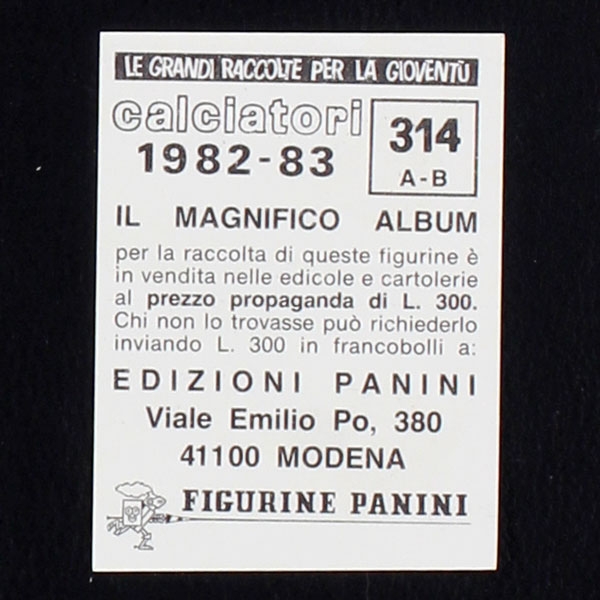 LE GRANDI RACCOLTE PER LA GIOVENTÙ
calciatori
1982-83
314
A-B
IL MAGNIFICO ALBUM
per la raccolta di queste figurine è
in vendita nelle edicole e cartolerie
al prezzo propaganda di L. 300.
Chi non lo trovasse può richiederlo
inviando L. 300 in francobolli a:
EDIZIONI PANINI
Viale Emilio Po, 380
41100 MODENA
FIGURINE PANINI